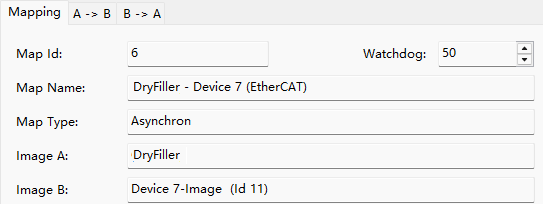 Mapping A -> B B -> A
Map Id: 6 Watchdog: 50
Map Name: DryFiller - Device 7 (EtherCAT)
Map Type: Asynchron
Image A: DryFiller
Image B: Device 7-Image (Id 11)